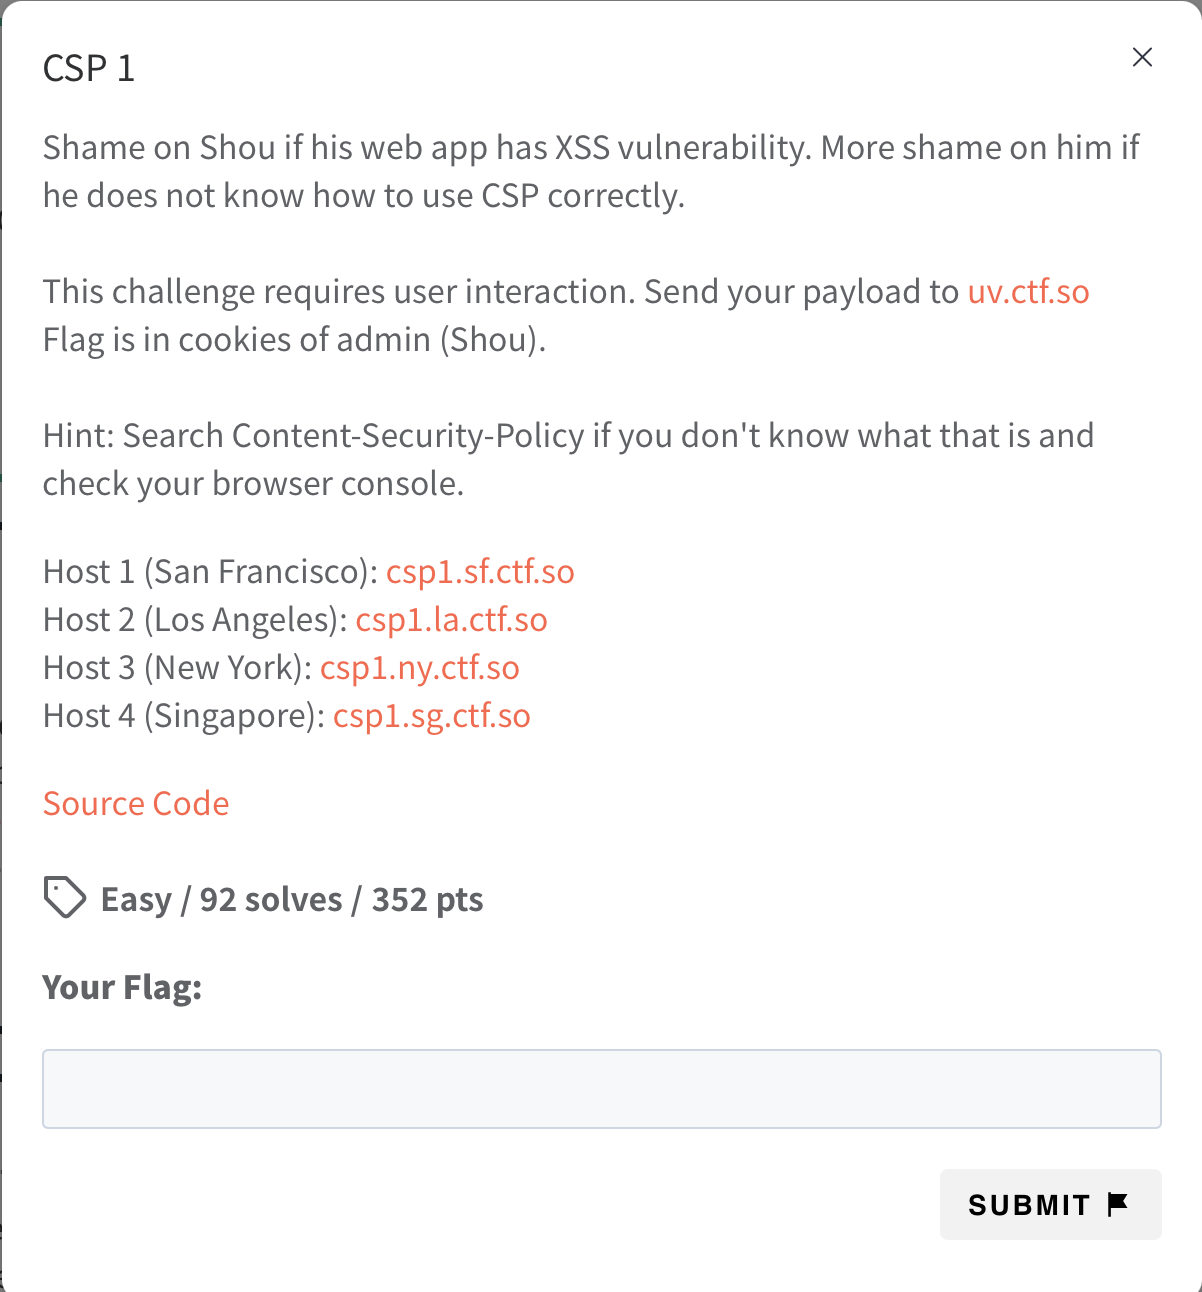 CSP 1
Shame on Shou if his web app has XSS vulnerability. More shame on him if
he does not know how to use CSP correctly.
This challenge requires user interaction. Send your payload to uv.ctf.so
Flag is in cookies of admin (Shou).
Hint: Search Content-Security-Policy if you don't know what that is and
check your browser console.
Host 1 (San Francisco): csp1.sf.ctf.so
Host 2 (Los Angeles): csp1.la.ctf.so
Host 3 (New York): csp1.ny.ctf.so
Host 4 (Singapore): csp1.sg.ctf.so
Source Code
Easy / 92 solves / 352 pts
Your Flag:
SUBMIT